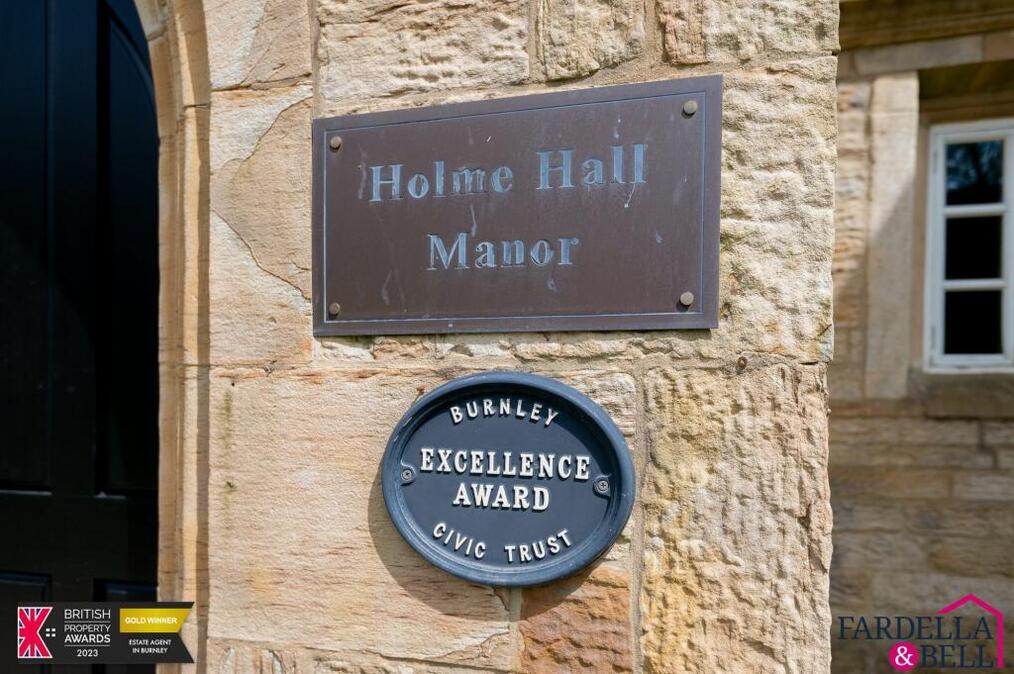 Holme Hall
Manor
BURNLEY
EXCELLENCE
AWARD
CIVIC TRUST
BRITISH
PROPERTY
AWARDS
2023
GOLD WINNER
ESTATE AGENT
IN BURNLEY
FARDELLA
& BELL